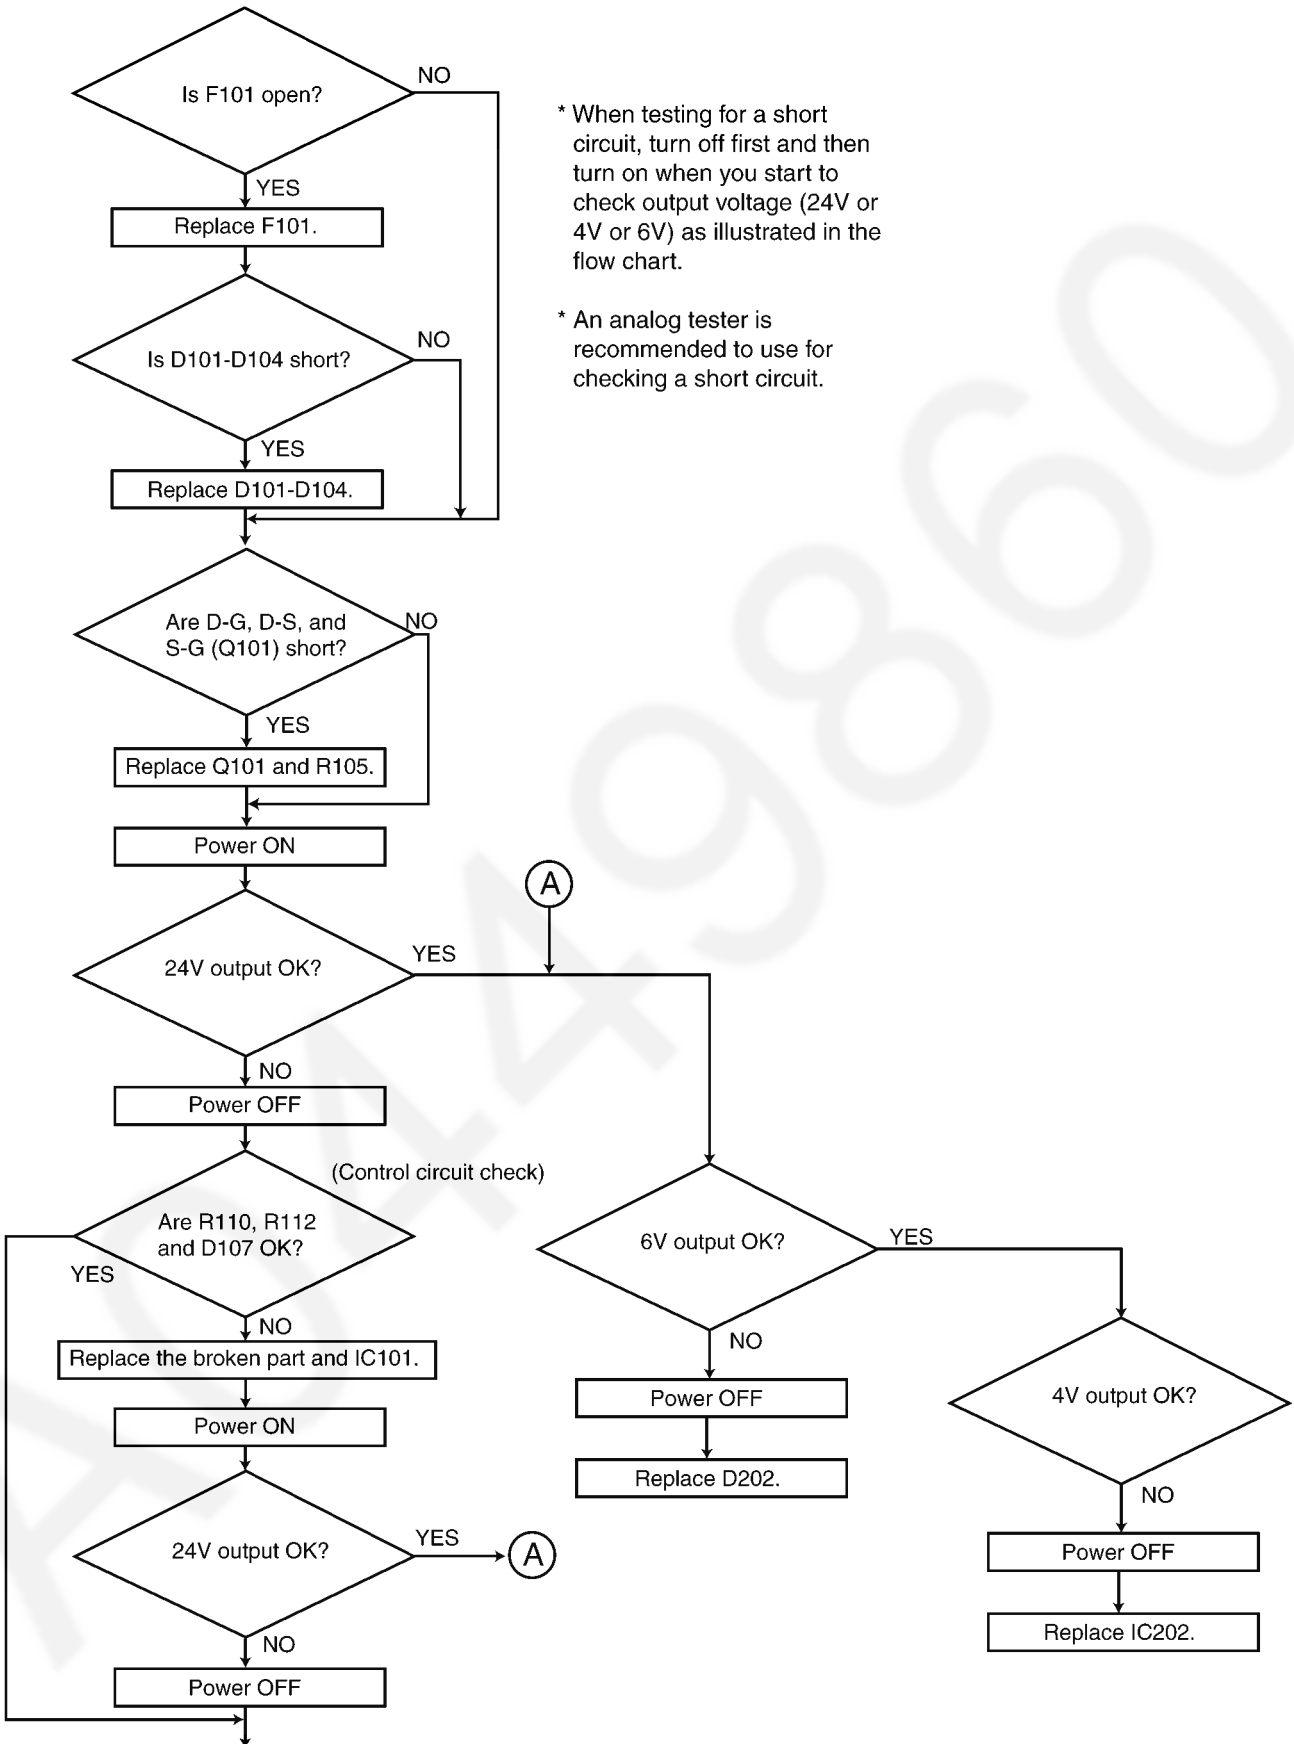 Is F101 open?
NO
YES
Replace F101.
* When testing for a short
circuit, turn off first and then
turn on when you start to
check output voltage (24V or
4V or 6V) as illustrated in the
flow chart.
* An analog tester is
recommended to use for
checking a short circuit.
Is D101-D104 short?
NO
YES
Replace D101-D104.
Are D-G, D-S, and
S-G (Q101) short?
NO
YES
Replace Q101 and R105.
Power ON
A
24V output OK?
YES
NO
Power OFF
(Control circuit check)
Are R110, R112
and D107 OK?
YES
NO
Replace the broken part and IC101.
Power ON
24V output OK?
YES
A
NO
Power OFF
6V output OK?
YES
NO
Power OFF
Replace D202.
4V output OK?
NO
Power OFF
Replace IC202.
A0449860